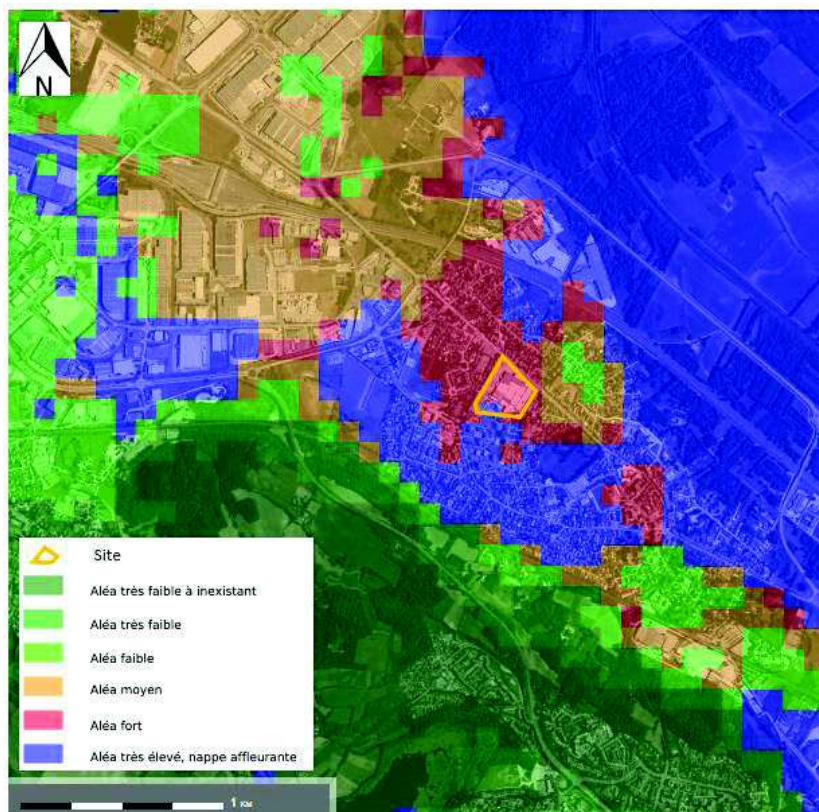 N
Site
Aléa très faible à inexistant
Aléa très faible
Aléa faible
Aléa moyen
Aléa fort
Aléa très élevé, nappe affleurante
1 KM